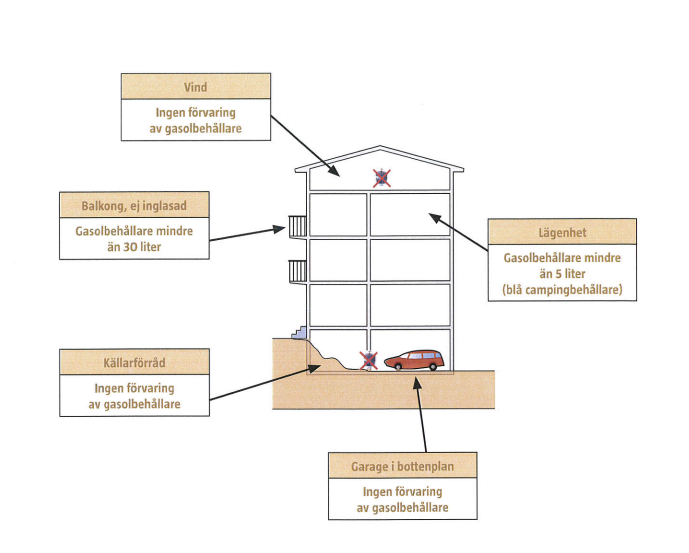 Vind
Ingen förvaring
av gasolbehållare
Balkong, ej inglasad
Gasolbehållare mindre
än 30 liter
Lägenhet
Gasolbehållare mindre
än 5 liter
(blå campingbehållare)
Källarförråd
Ingen förvaring
av gasolbehållare
Garage i bottenplan
Ingen förvaring
av gasolbehållare